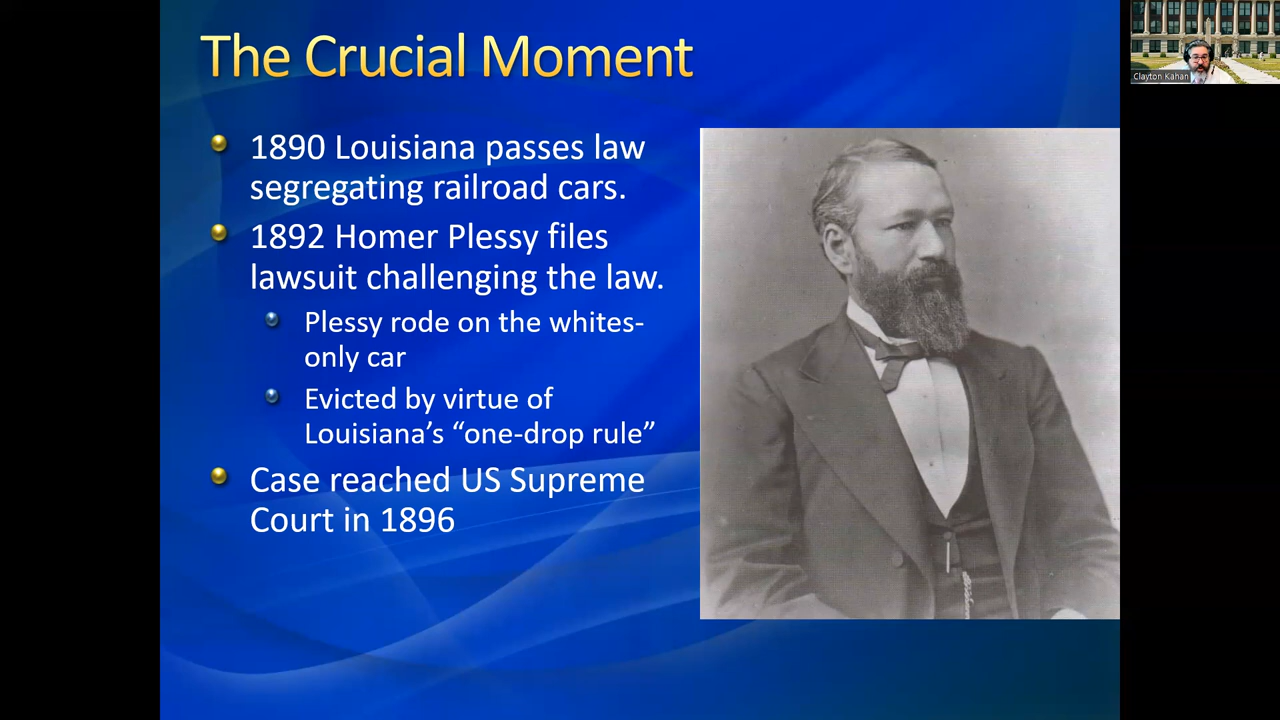 The Crucial Moment
1890 Louisiana passes law
segregating railroad cars.
1892 Homer Plessy files
lawsuit challenging the law.
Plessy rode on the whites-
only car
Evicted by virtue of
Louisiana’s “one-drop rule”
Case reached US Supreme
Court in 1896
Clayton Kahan